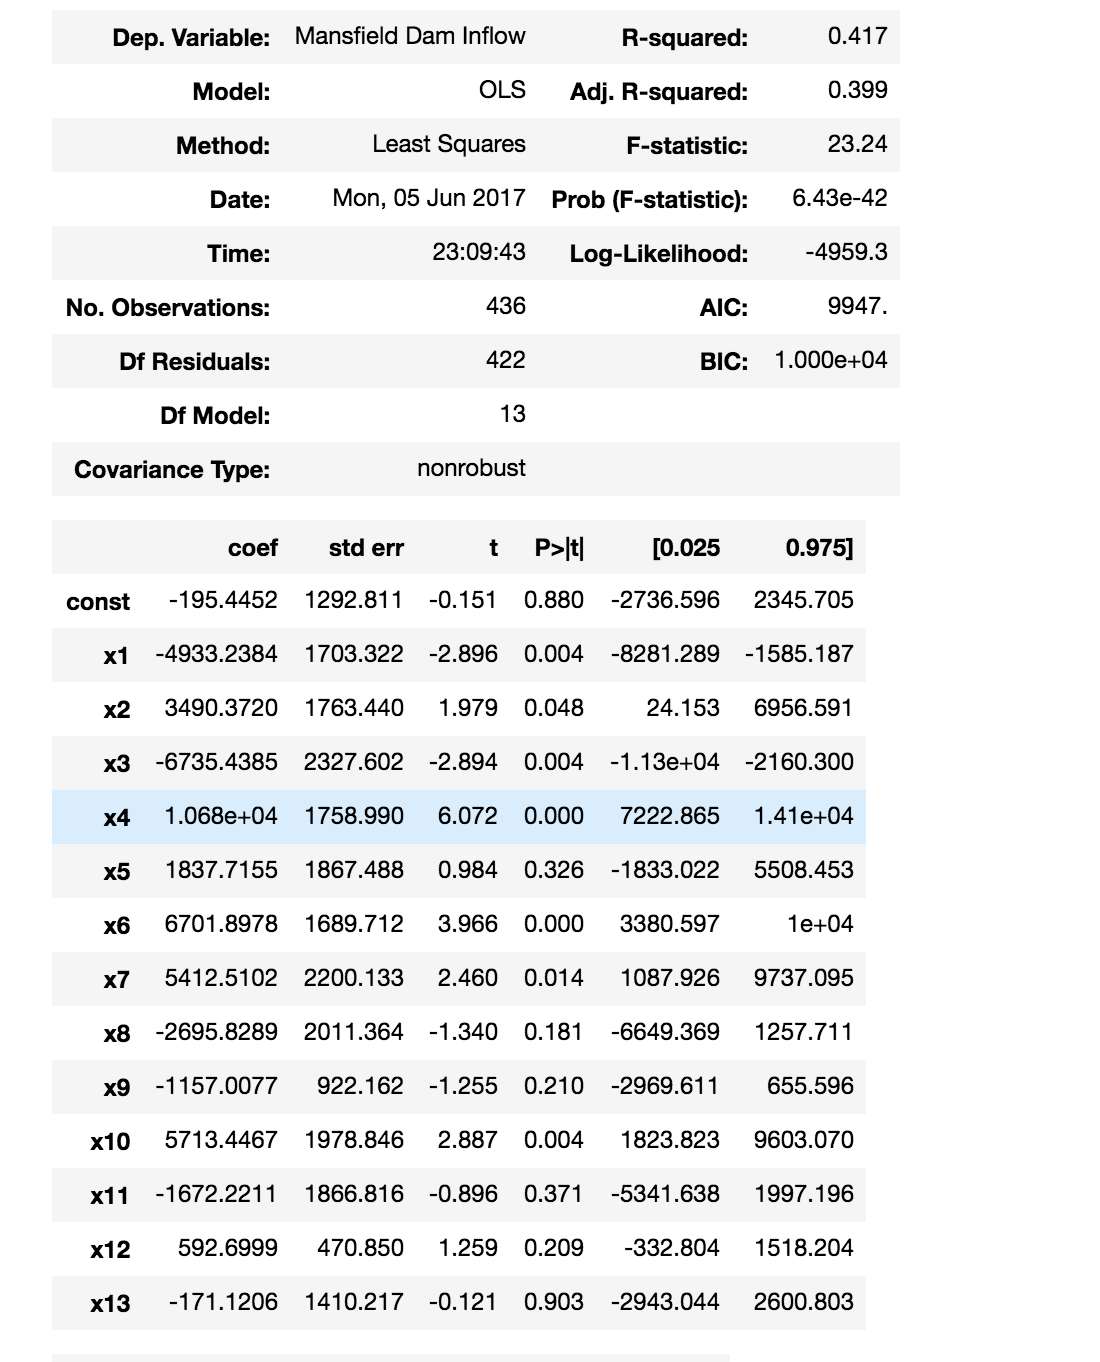 Dep. Variable: Mansfield Dam Inflow R-squared: 0.417
Model: OLS Adj. R-squared: 0.399
Method: Least Squares F-statistic: 23.24
Date: Mon, 05 Jun 2017 Prob (F-statistic): 6.43e-42
Time: 23:09:43 Log-Likelihood: -4959.3
No. Observations: 436 AIC: 9947.
Df Residuals: 422 BIC: 1.000e+04
Df Model: 13
Covariance Type: nonrobust
coef std err t P>|t| [0.025 0.975]
const -195.4452 1292.811 -0.151 0.880 -2736.596 2345.705
x1 -4933.2384 1703.322 -2.896 0.004 -8281.289 -1585.187
x2 3490.3720 1763.440 1.979 0.048 24.153 6956.591
x3 -6735.4385 2327.602 -2.894 0.004 -1.13e+04 -2160.300
x4 1.068e+04 1758.990 6.072 0.000 7222.865 1.41e+04
x5 1837.7155 1867.488 0.984 0.326 -1833.022 5508.453
x6 6701.8978 1689.712 3.966 0.000 3380.597 1e+04
x7 5412.5102 2200.133 2.460 0.014 1087.926 9737.095
x8 -2695.8289 2011.364 -1.340 0.181 -6649.369 1257.711
x9 -1157.0077 922.162 -1.255 0.210 -2969.611 655.596
x10 5713.4467 1978.846 2.887 0.004 1823.823 9603.070
x11 -1672.2211 1866.816 -0.896 0.371 -5341.638 1997.196
x12 592.6999 470.850 1.259 0.209 -332.804 1518.204
x13 -171.1206 1410.217 -0.121 0.903 -2943.044 2600.803